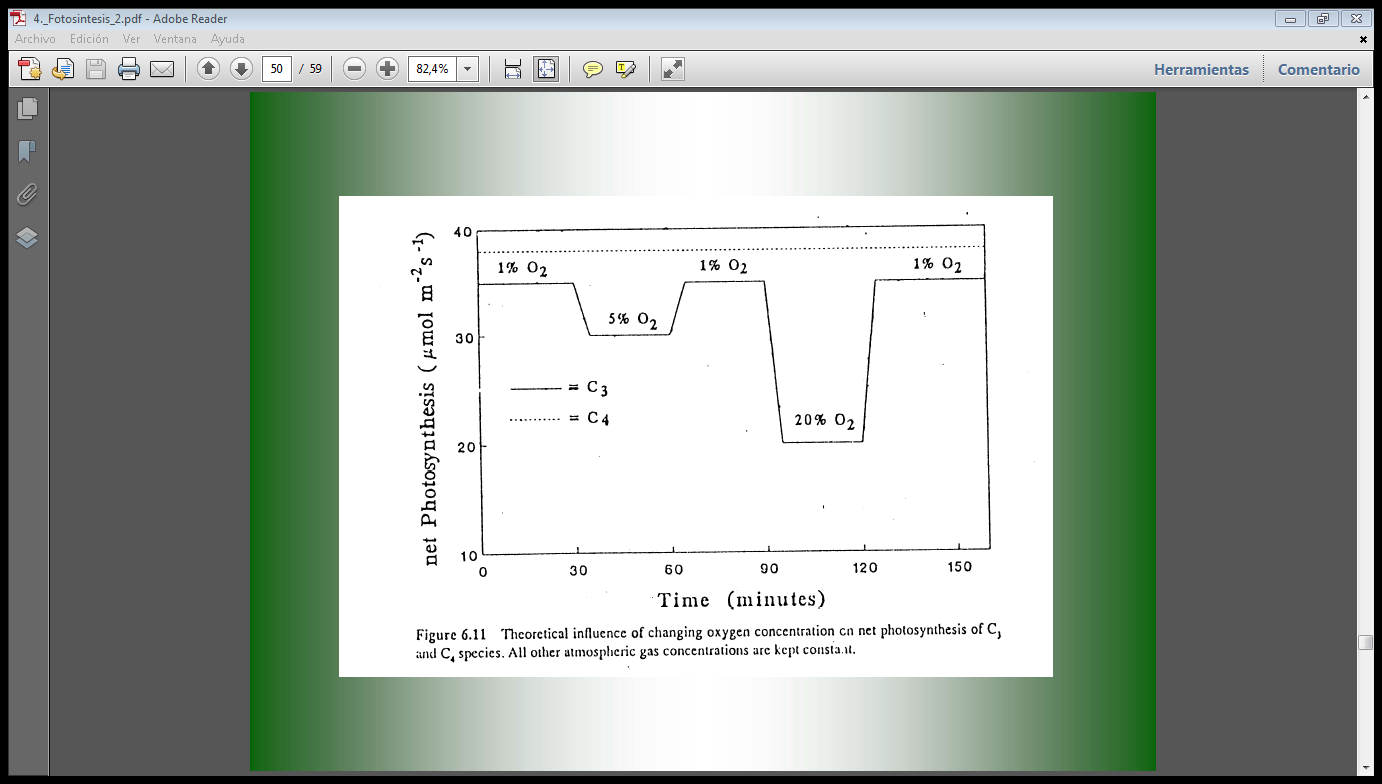 4._Fotosintesis_2.pdf - Adobe Reader
Archivo Edición Ver Ventana Ayuda
50 / 59 82,4% Herramientas Comentario
40
1% O2 1% O2 1% O2
5% O2
30
= C3
= C4
20% O2
20
10
net Photosynthesis (μmol m-2 s-1)
0 30 60 90 120 150
Time (minutes)
Figure 6.11 Theoretical influence of changing oxygen concentration on net photosynthesis of C3
and C4 species. All other atmospheric gas concentrations are kept constant.